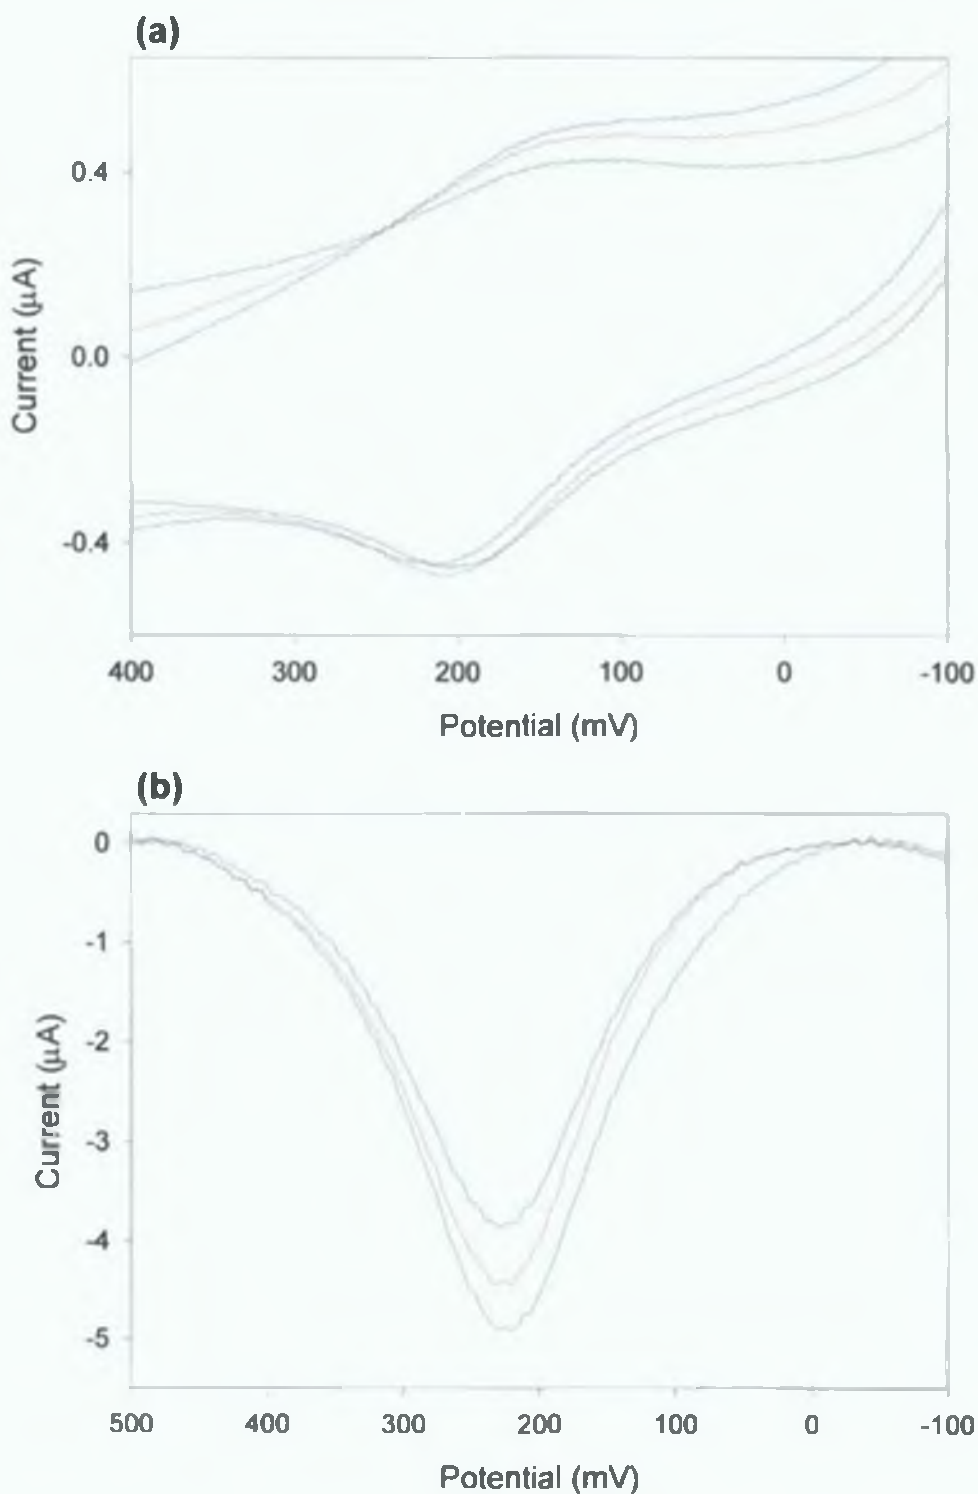 (a)
0.4
0.0
-0.4
Current (μA)
400 300 200 100 0 -100
Potential (mV)
(b)
0
-1
-2
-3
-4
-5
Current (μA)
500 400 300 200 100 0 -100
Potential (mV)